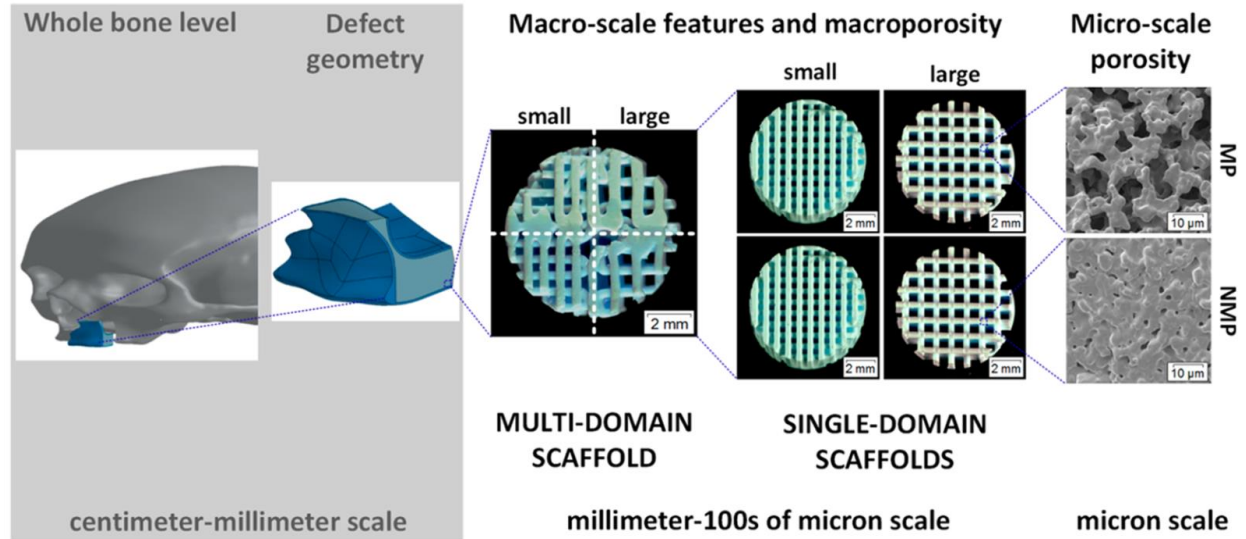 Whole bone level
Defect
geometry
Macro-scale features and macroporosity
Micro-scale
porosity
small
large
small
large
2 mm
2 mm
2 mm
2 mm
2 mm
10 µm
10 µm
MP
NMP
MULTI-DOMAIN
SCAFFOLD
SINGLE-DOMAIN
SCAFFOLDS
centimeter-millimeter scale
millimeter-100s of micron scale
micron scale